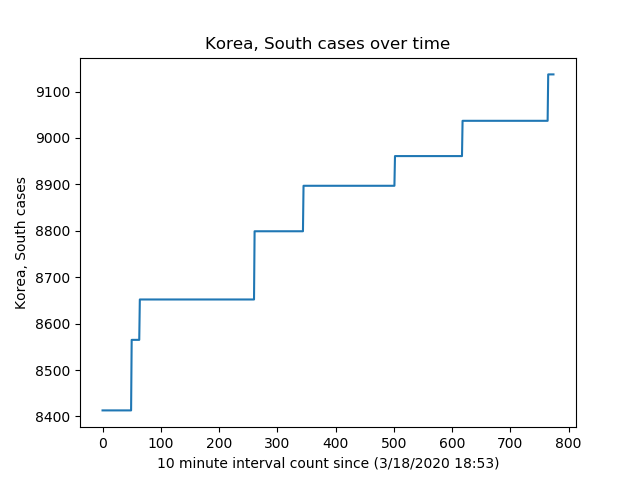 Korea, South cases over time
Korea, South cases
9100
9000
8900
8800
8700
8600
8500
8400
0 100 200 300 400 500 600 700 800
10 minute interval count since (3/18/2020 18:53)